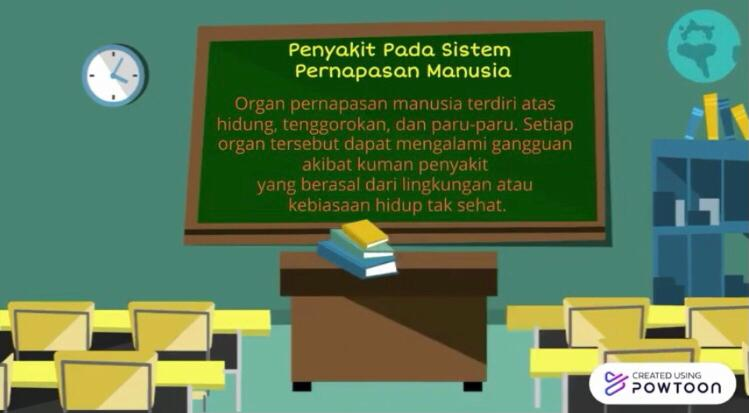 Penyakit Pada Sistem
Pernapasan Manusia
Organ pernapasan manusia terdiri atas
hidung, tenggorokan, dan paru-paru. Setiap
organ tersebut dapat mengalami gangguan
akibat kuman penyakit
yang berasal dari lingkungan atau
kebiasaan hidup tak sehat.
CREATED USING
POWTOON